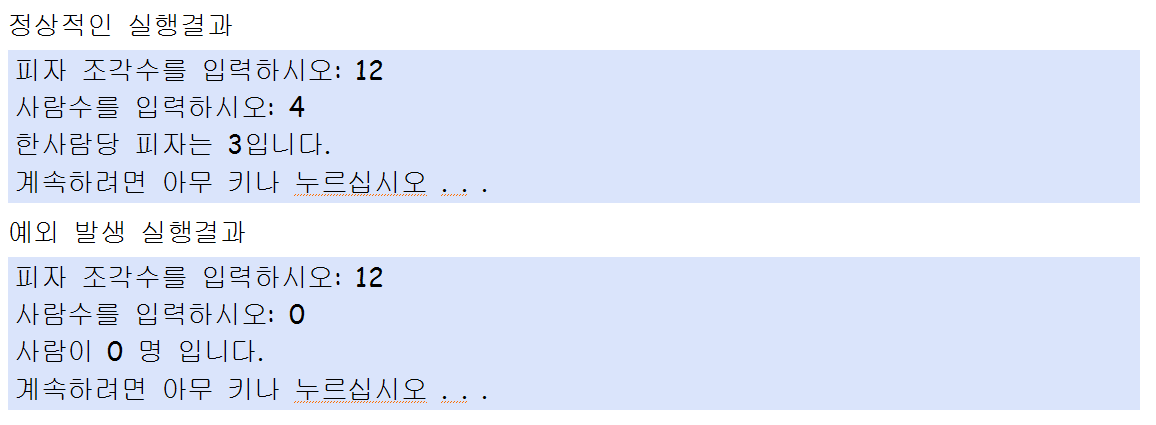 정상적인 실행결과
피자 조각수를 입력하시오: 12
사람수를 입력하시오: 4
한사람당 피자는 3입니다.
계속하려면 아무 키나 누르십시오 . . .
예외 발생 실행결과
피자 조각수를 입력하시오: 12
사람수를 입력하시오: 0
사람이 0 명 입니다.
계속하려면 아무 키나 누르십시오 . . .